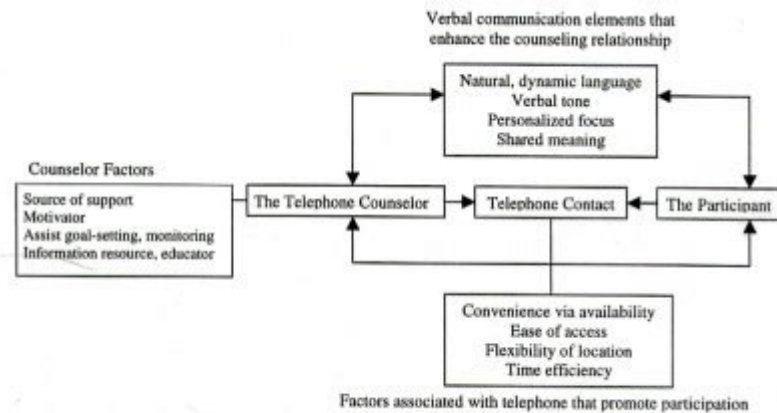 Verbal communication elements that
enhance the counseling relationship
Natural, dynamic language
Verbal tone
Personalized focus
Shared meaning
Counselor Factors
Source of support
Motivator
Assist goal-setting, monitoring
Information resource, educator
The Telephone Counselor
Telephone Contact
The Participant
Convenience via availability
Ease of access
Flexibility of location
Time efficiency
Factors associated with telephone that promote participation